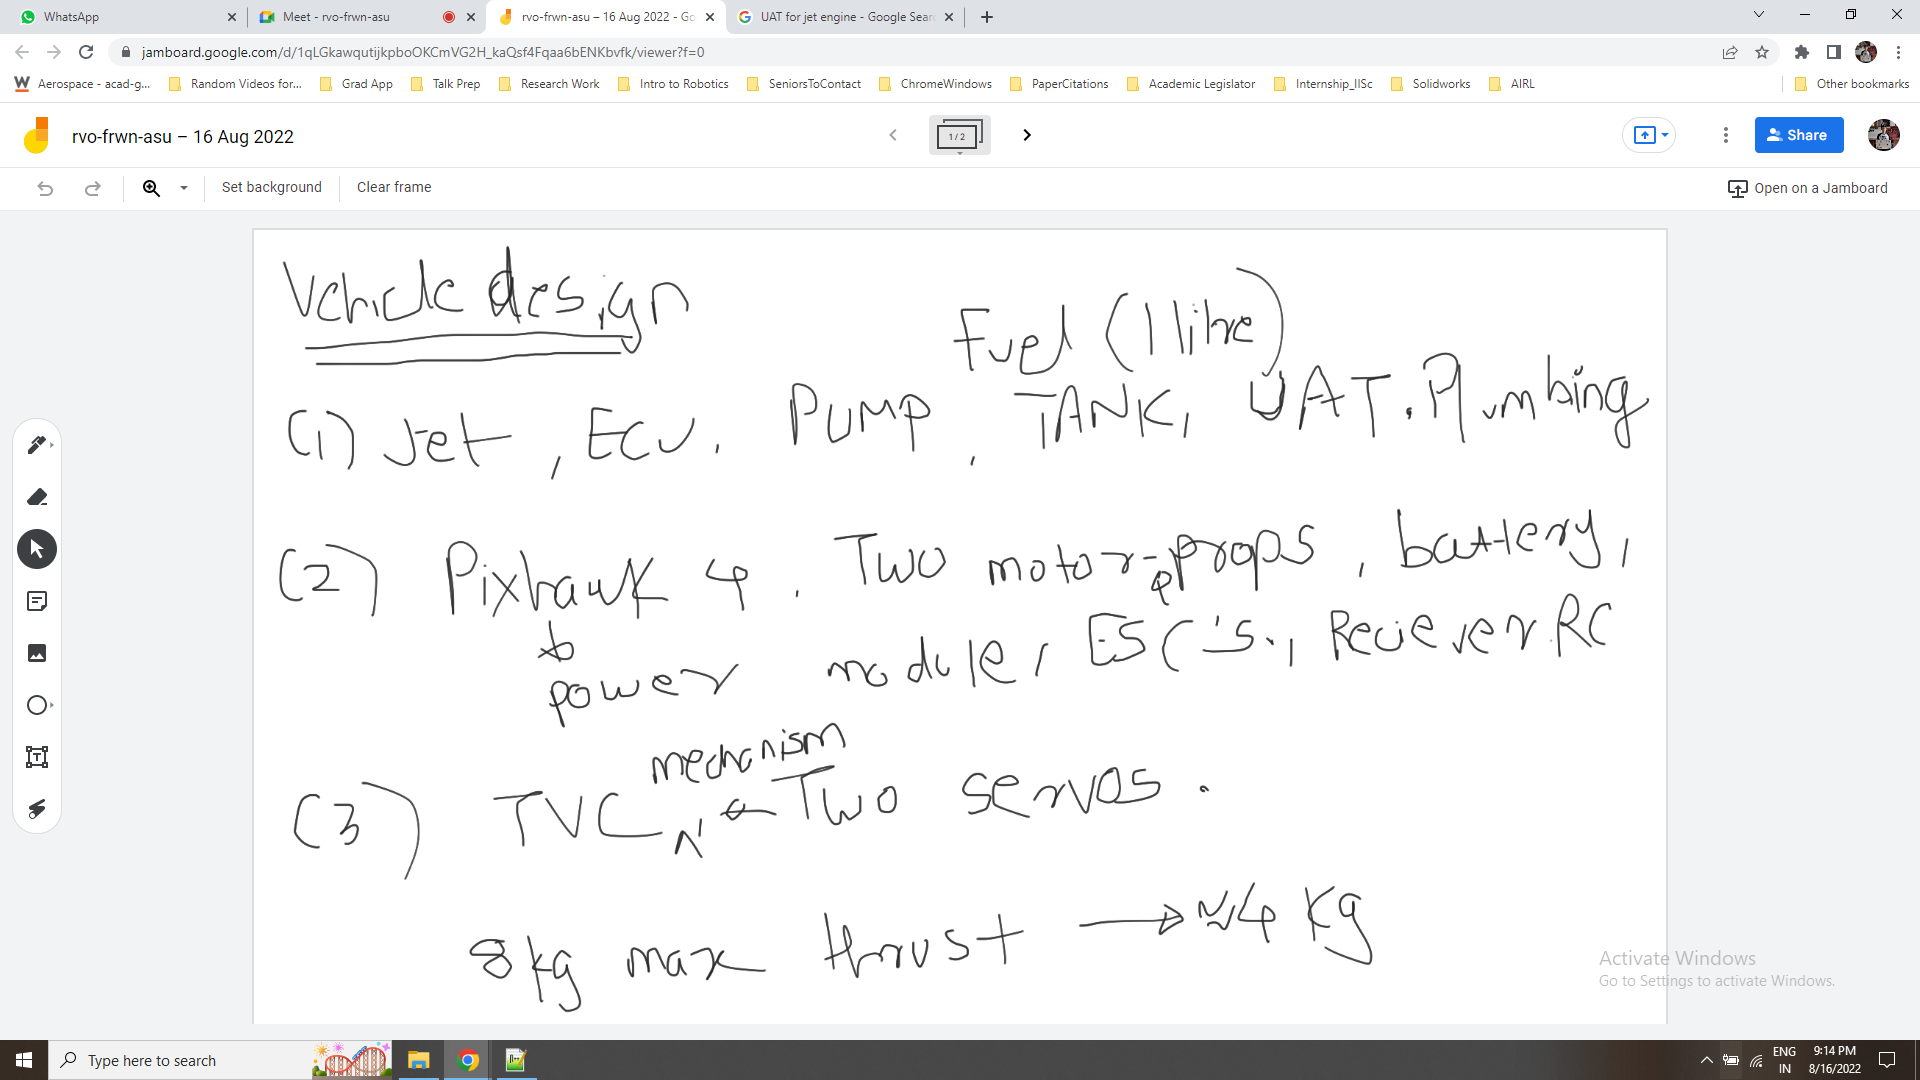 WhatsApp
Meet - rvo-frwn-asu
rvo-frwn-asu – 16 Aug 2022 - Go
UAT for jet engine - Google Sear
jamboard.google.com/d/1qLGkawqutijkpboOKCmVG2H_kaQsf4Fqaa6bENKbvfk/viewer?f=0
Aerospace - acad-g... Random Videos for... Grad App Talk Prep Research Work Intro to Robotics SeniorsToContact ChromeWindows PaperCitations Academic Legislator Internship_IISc Solidworks AIRL Other bookmarks
rvo-frwn-asu – 16 Aug 2022
1 / 2
Share
Set background Clear frame
Open on a Jamboard
Vehicle design
Fuel (1 litre)
(1) Jet, ECU, PUMP, TANK, UAT. Plumbing
(2) Pixhawk 4, Two motor-props, battery,
power module, ESC's., Reciever RC
mechanism
(3) TVC ← Two servos.
8 kg max thrust → ≈ 4 Kg
Activate Windows
Go to Settings to activate Windows.
Type here to search
ENG
IN
9:14 PM
8/16/2022